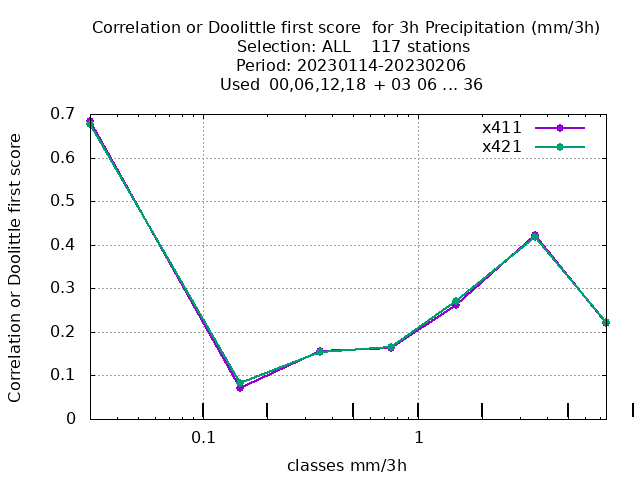 Correlation or Doolittle first score  for 3h Precipitation (mm/3h)
Selection: ALL    117 stations
Period: 20230114-20230206
Used  00,06,12,18  + 03 06 ... 36
x411
x421
Correlation or Doolittle first score
0.7
0.6
0.5
0.4
0.3
0.2
0.1
0
0.1 1
classes mm/3h